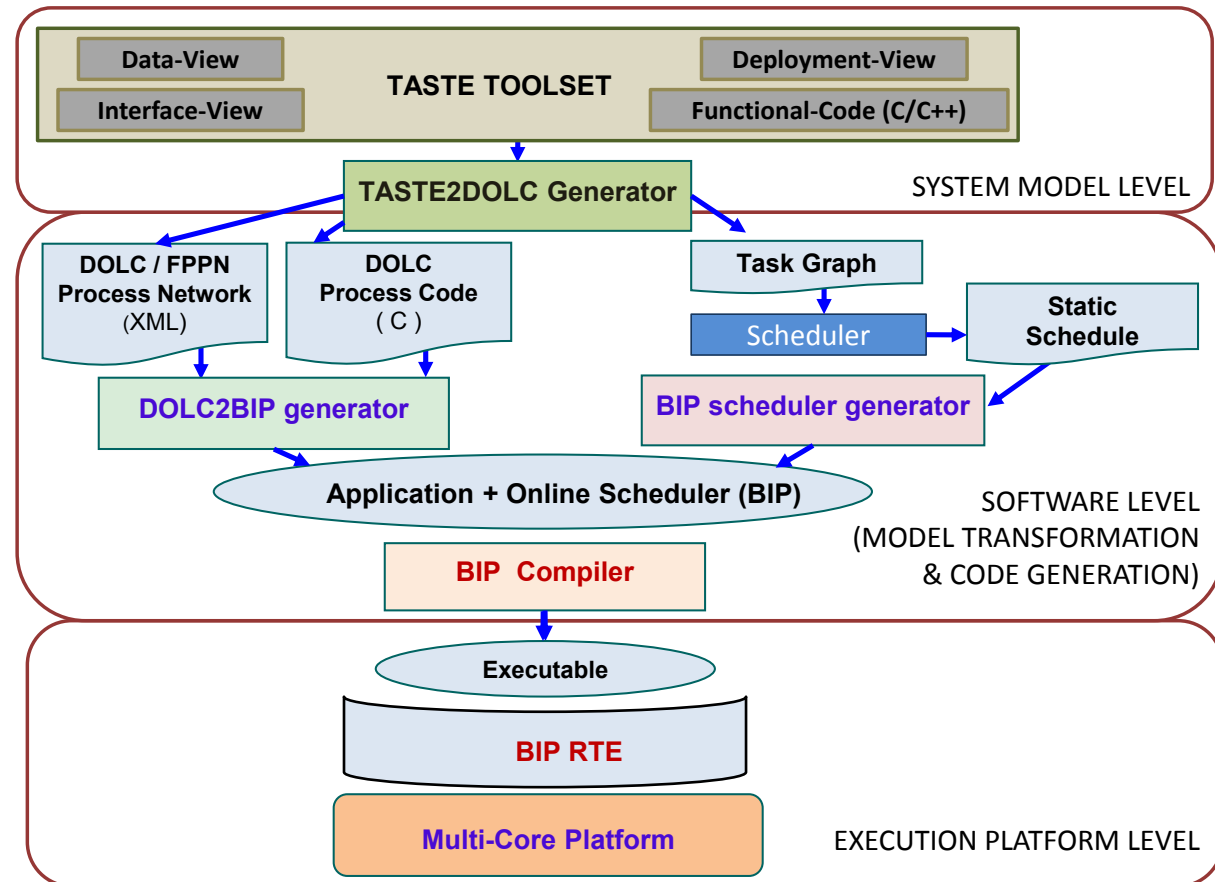 Data-View
Deployment-View
TASTE TOOLSET
Interface-View
Functional-Code (C/C++)
TASTE2DOLC Generator
SYSTEM MODEL LEVEL
DOLC / FPPN
Process Network
(XML)
DOLC
Process Code
( C )
Task Graph
Scheduler
Static
Schedule
DOLC2BIP generator
BIP scheduler generator
Application + Online Scheduler (BIP)
SOFTWARE LEVEL
(MODEL TRANSFORMATION
& CODE GENERATION)
BIP Compiler
Executable
BIP RTE
Multi-Core Platform
EXECUTION PLATFORM LEVEL